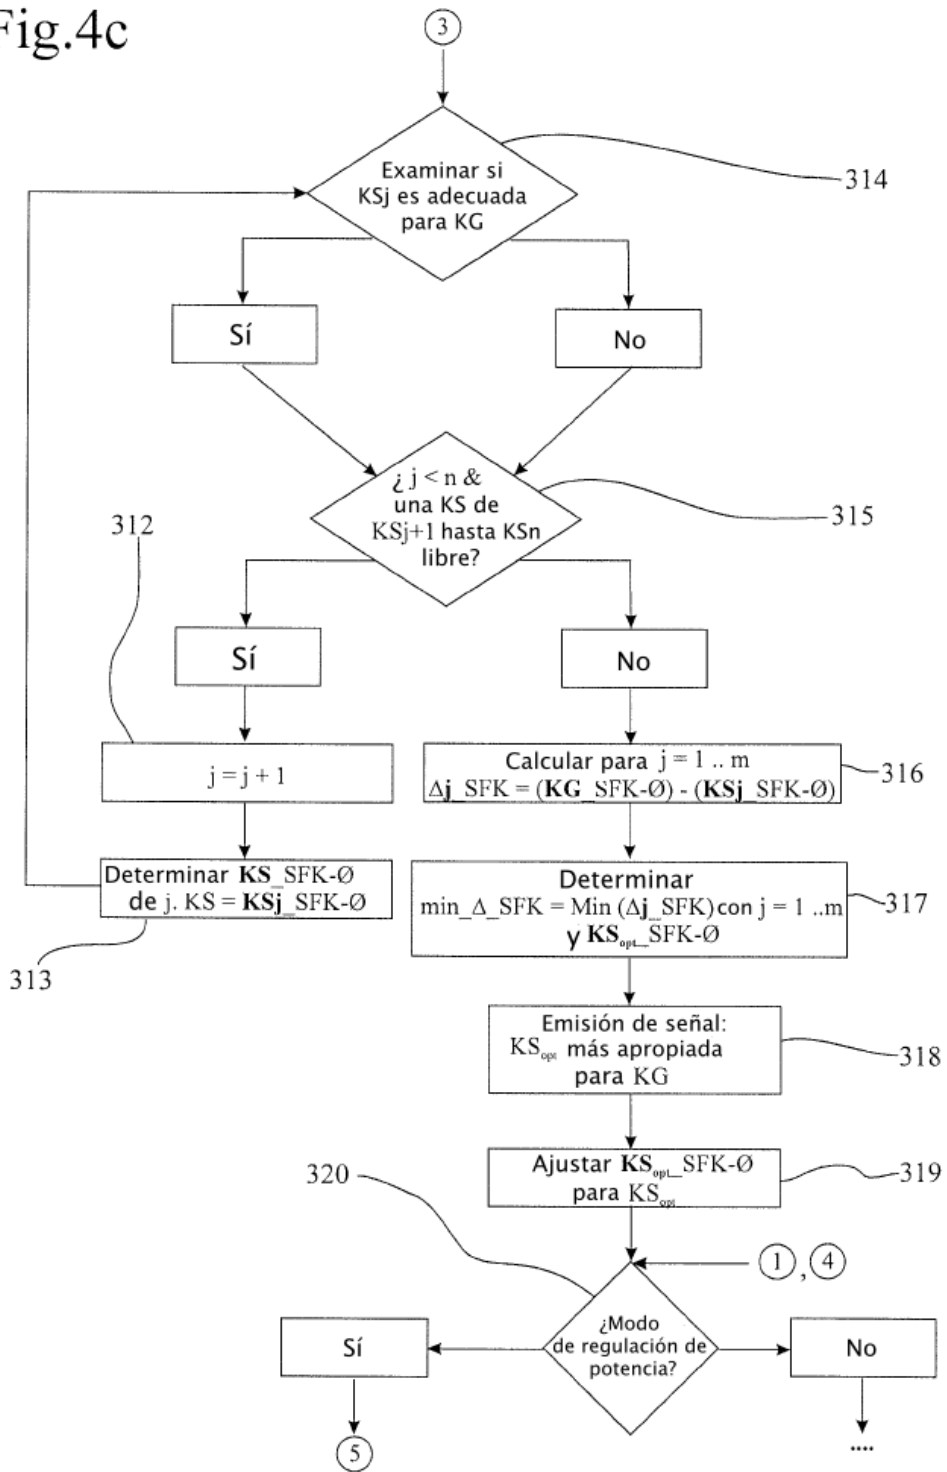 Fig.4c
3
Examinar si
KSj es adecuada
para KG
314
Sí
No
¿ j < n &
una KS de
KSj+1 hasta KSn
libre?
315
312
Sí
No
j = j + 1
Calcular para j = 1 .. m
Δj_SFK = (KG_SFK-Ø) - (KSj_SFK-Ø)
316
Determinar KS_SFK-Ø
de j. KS = KSj_SFK-Ø
313
Determinar
min_Δ_SFK = Min (Δj_SFK) con j = 1 ..m
y KSopt_SFK-Ø
317
Emisión de señal:
KSopt más apropiada
para KG
318
Ajustar KSopt_SFK-Ø
para KSopt
319
320
1, 4
¿Modo
de regulación de
potencia?
Sí
No
5
....